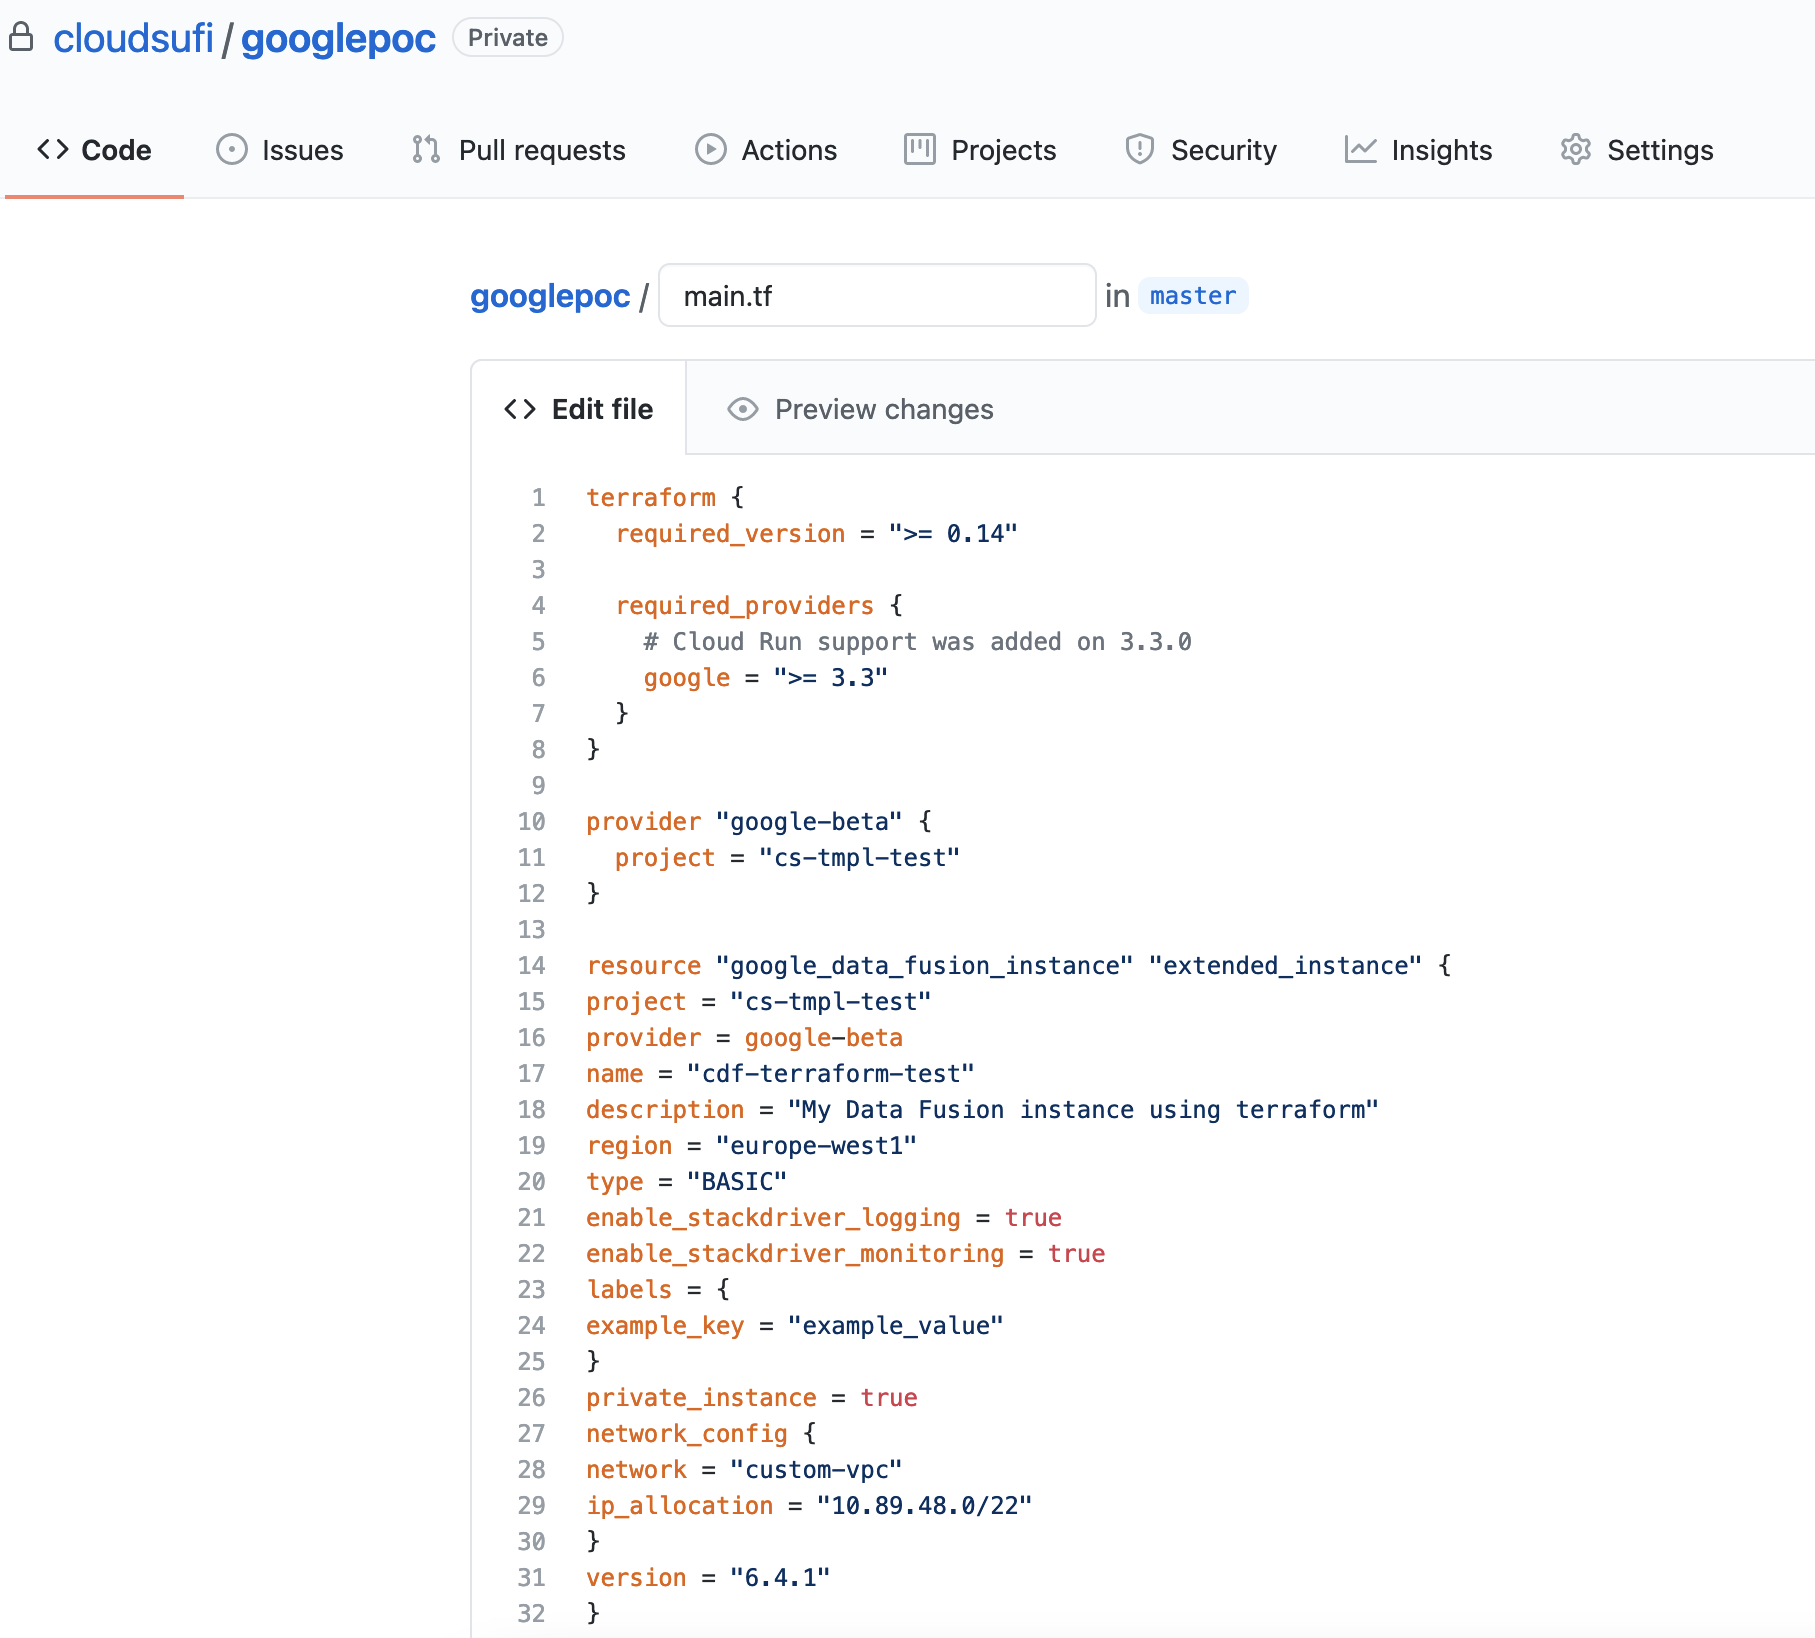 cloudsufi / googlepoc Private
Code Issues Pull requests Actions Projects Security Insights Settings
googlepoc / main.tf in master
Edit file Preview changes
1 terraform {
2   required_version = ">= 0.14"
3
4   required_providers {
5     # Cloud Run support was added on 3.3.0
6     google = ">= 3.3"
7   }
8 }
9
10 provider "google-beta" {
11   project = "cs-tmpl-test"
12 }
13
14 resource "google_data_fusion_instance" "extended_instance" {
15 project = "cs-tmpl-test"
16 provider = google-beta
17 name = "cdf-terraform-test"
18 description = "My Data Fusion instance using terraform"
19 region = "europe-west1"
20 type = "BASIC"
21 enable_stackdriver_logging = true
22 enable_stackdriver_monitoring = true
23 labels = {
24 example_key = "example_value"
25 }
26 private_instance = true
27 network_config {
28 network = "custom-vpc"
29 ip_allocation = "10.89.48.0/22"
30 }
31 version = "6.4.1"
32 }